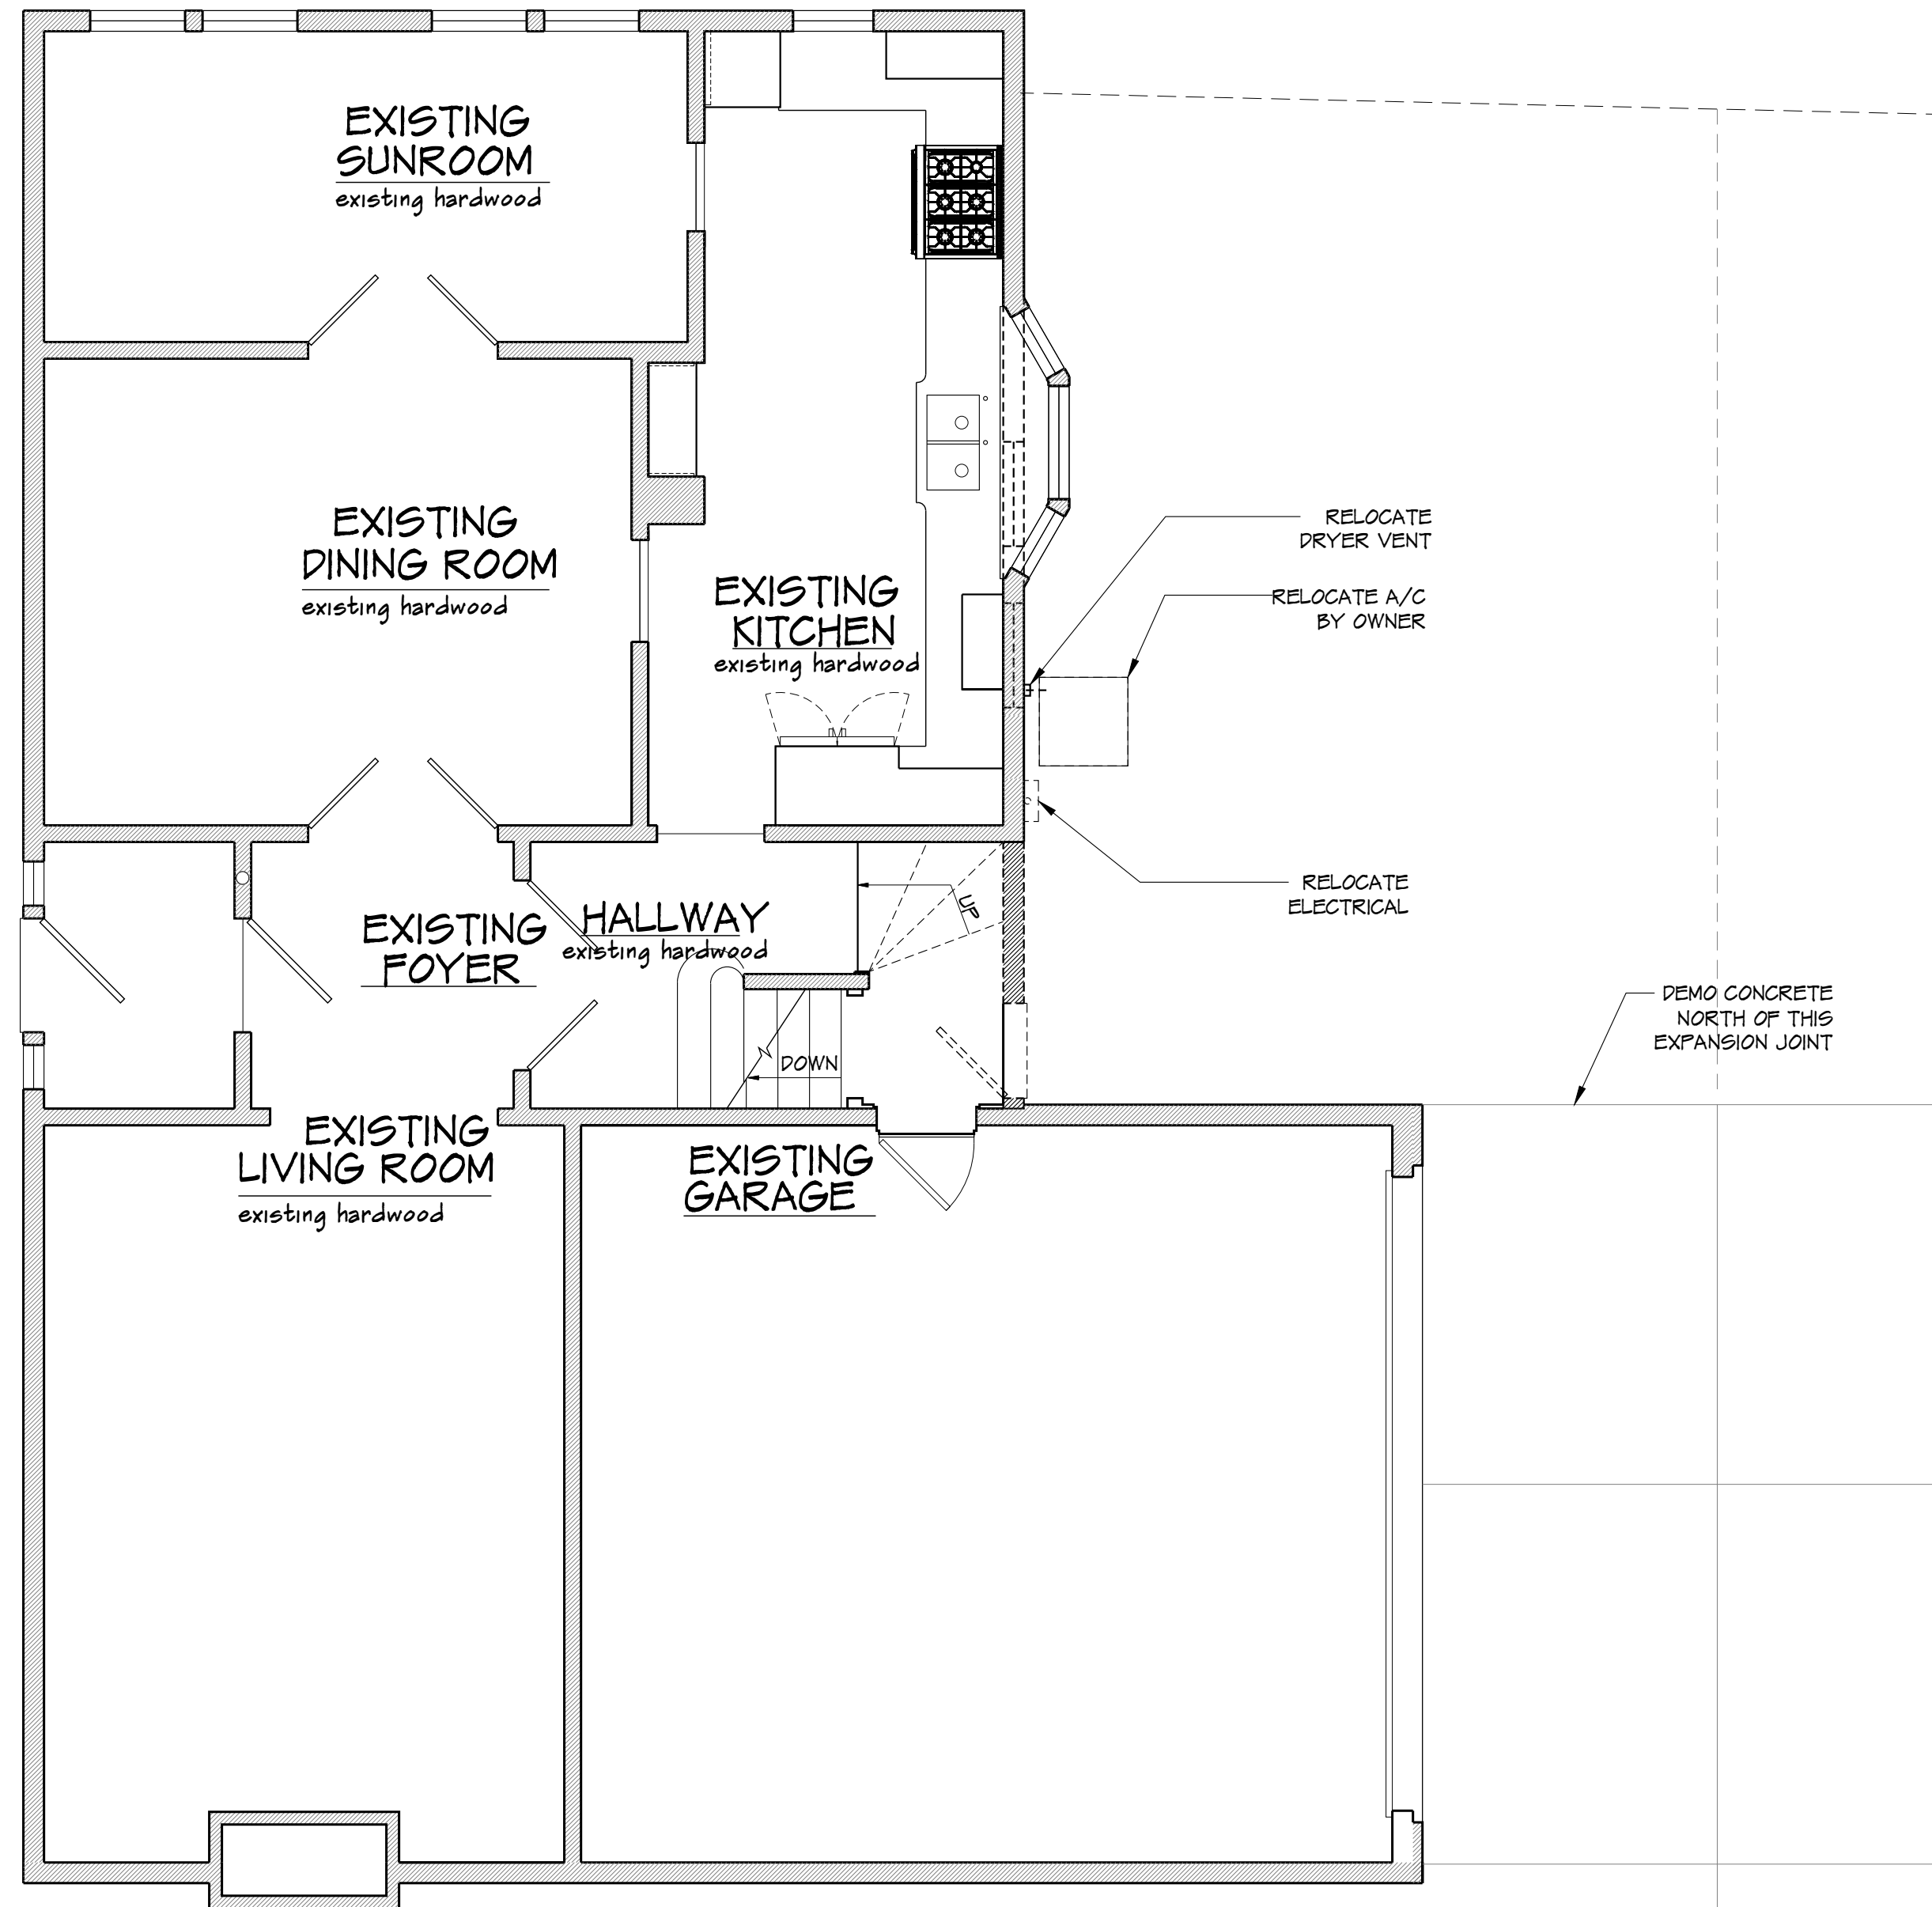 EXISTING
SUNROOM
existing hardwood
EXISTING
DINING ROOM
existing hardwood
EXISTING
KITCHEN
existing hardwood
RELOCATE
DRYER VENT
RELOCATE A/C
BY OWNER
RELOCATE
ELECTRICAL
UP
HALLWAY
existing hardwood
EXISTING
FOYER
DOWN
DEMO CONCRETE
NORTH OF THIS
EXPANSION JOINT
EXISTING
LIVING ROOM
existing hardwood
EXISTING
GARAGE